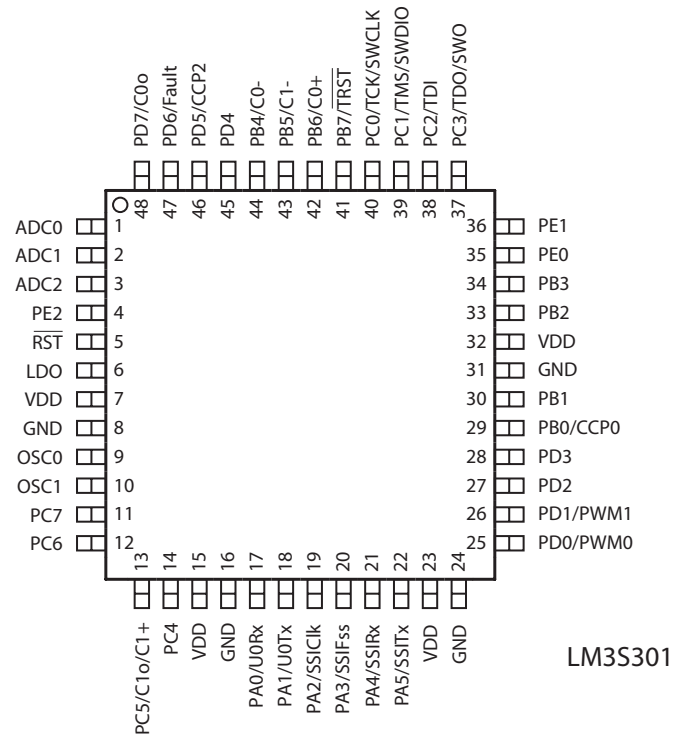 PD7/C0o
PD6/Fault
PD5/CCP2
PD4
PB4/C0-
PB5/C1-
PB6/C0+
PB7/TRST
PC0/TCK/SWCLK
PC1/TMS/SWDIO
PC2/TDI
PC3/TDO/SWO
48
47
46
45
44
43
42
41
40
39
38
37
ADC0 1
ADC1 2
ADC2 3
PE2 4
RST 5
LDO 6
VDD 7
GND 8
OSC0 9
OSC1 10
PC7 11
PC6 12
36 PE1
35 PE0
34 PB3
33 PB2
32 VDD
31 GND
30 PB1
29 PB0/CCP0
28 PD3
27 PD2
26 PD1/PWM1
25 PD0/PWM0
13
14
15
16
17
18
19
20
21
22
23
24
PC5/C1o/C1+
PC4
VDD
GND
PA0/U0Rx
PA1/U0Tx
PA2/SSIClk
PA3/SSIFss
PA4/SSIRx
PA5/SSITx
VDD
GND
LM3S301